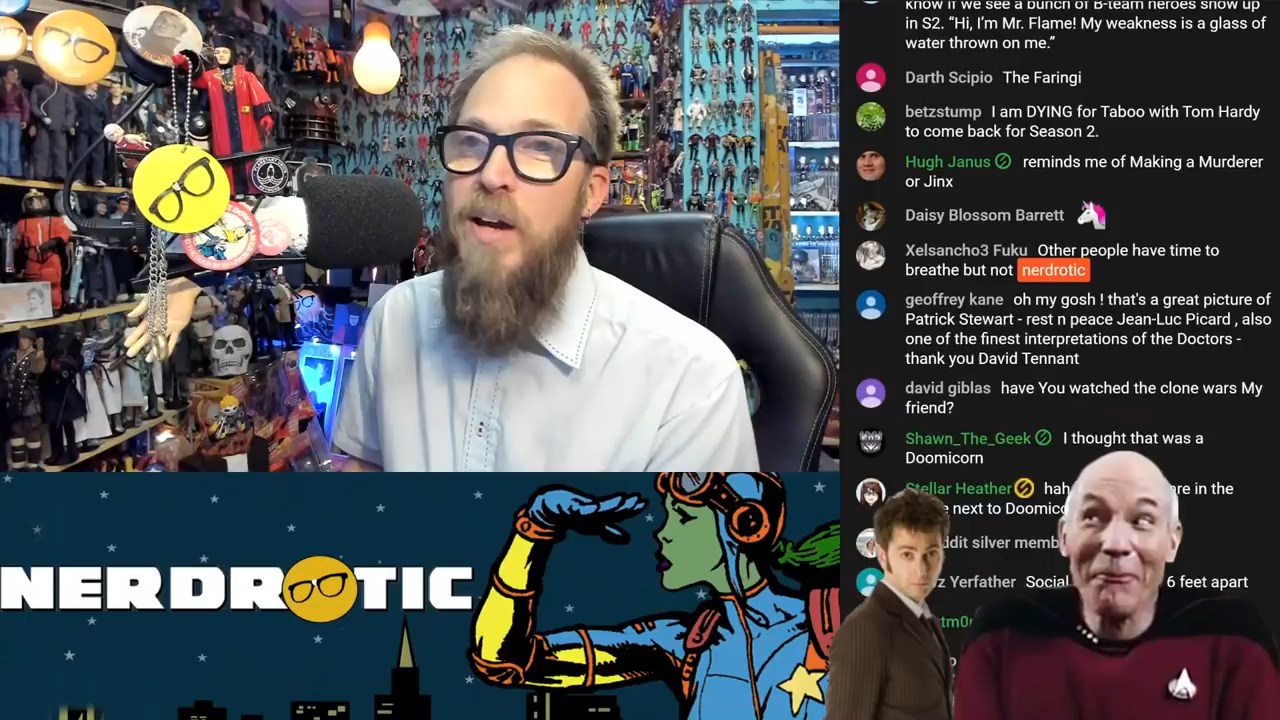 know if we see a bunch of B-team heroes show up
in S2. “Hi, I’m Mr. Flame! My weakness is a glass of
water thrown on me.”
Darth Scipio The Faringi
betzstump I am DYING for Taboo with Tom Hardy
to come back for Season 2.
Hugh Janus reminds me of Making a Murderer
or Jinx
Daisy Blossom Barrett
Xelsancho3 Fuku Other people have time to
breathe but not nerdrotic
geoffrey kane oh my gosh ! that's a great picture of
Patrick Stewart - rest n peace Jean-Luc Picard , also
one of the finest interpretations of the Doctors -
thank you David Tennant
david giblas have You watched the clone wars My
friend?
Shawn_The_Geek I thought that was a
Doomicorn
Stellar Heather hah re in the
next to Doomico
ddit silver memb
z Yerfather Social 6 feet apart
NERDROTIC